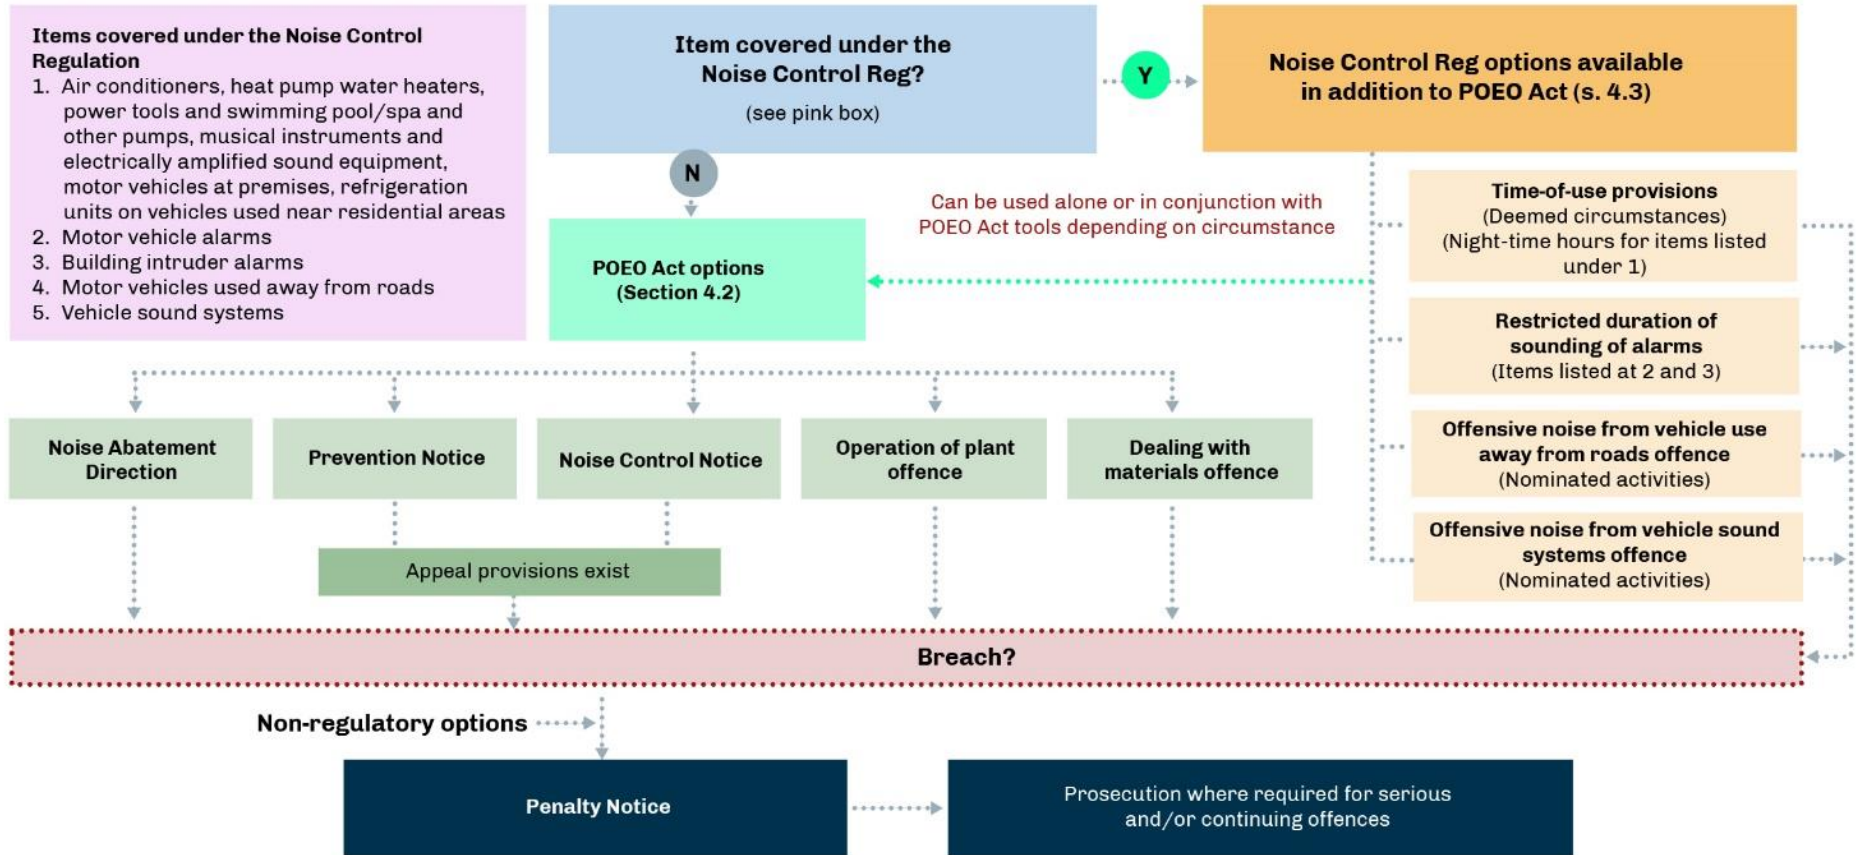 Items covered under the Noise Control
Regulation
1. Air conditioners, heat pump water heaters,
power tools and swimming pool/spa and
other pumps, musical instruments and
electrically amplified sound equipment,
motor vehicles at premises, refrigeration
units on vehicles used near residential areas
2. Motor vehicle alarms
3. Building intruder alarms
4. Motor vehicles used away from roads
5. Vehicle sound systems
Item covered under the
Noise Control Reg?
(see pink box)
Y
Noise Control Reg options available
in addition to POEO Act (s. 4.3)
N
Can be used alone or in conjunction with
POEO Act tools depending on circumstance
POEO Act options
(Section 4.2)
Time-of-use provisions
(Deemed circumstances)
(Night-time hours for items listed
under 1)
Restricted duration of
sounding of alarms
(Items listed at 2 and 3)
Offensive noise from vehicle use
away from roads offence
(Nominated activities)
Offensive noise from vehicle sound
systems offence
(Nominated activities)
Noise Abatement
Direction
Prevention Notice
Noise Control Notice
Operation of plant
offence
Dealing with
materials offence
Appeal provisions exist
Breach?
Non-regulatory options
Penalty Notice
Prosecution where required for serious
and/or continuing offences